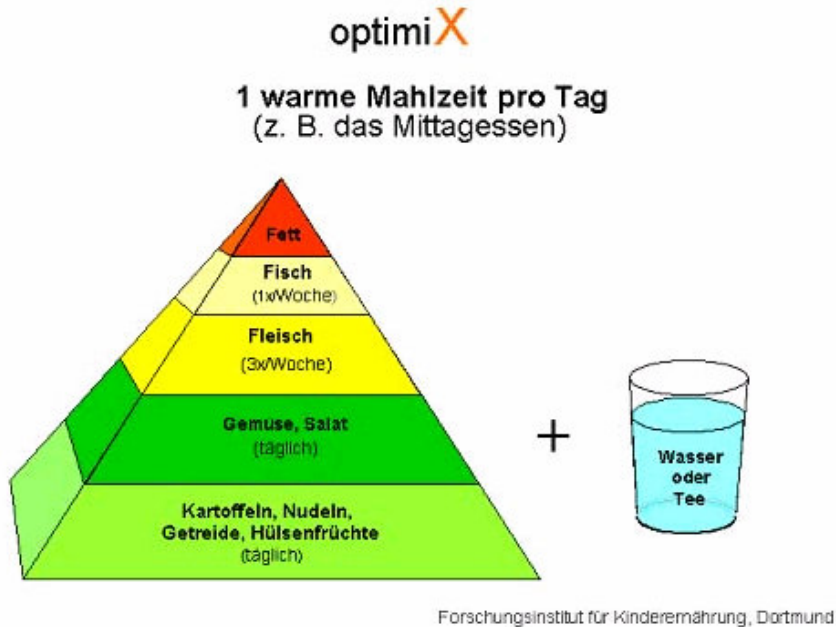 optimiX
1 warme Mahlzeit pro Tag
(z. B. das Mittagessen)
Fett
Fisch
(1x/Woche)
Fleisch
(3x/Woche)
Gemüse, Salat
(täglich)
Kartoffeln, Nudeln,
Getreide, Hülsenfrüchte
(täglich)
+
Wasser
oder
Tee
Forschungsinstitut für Kinderernährung, Dortmund